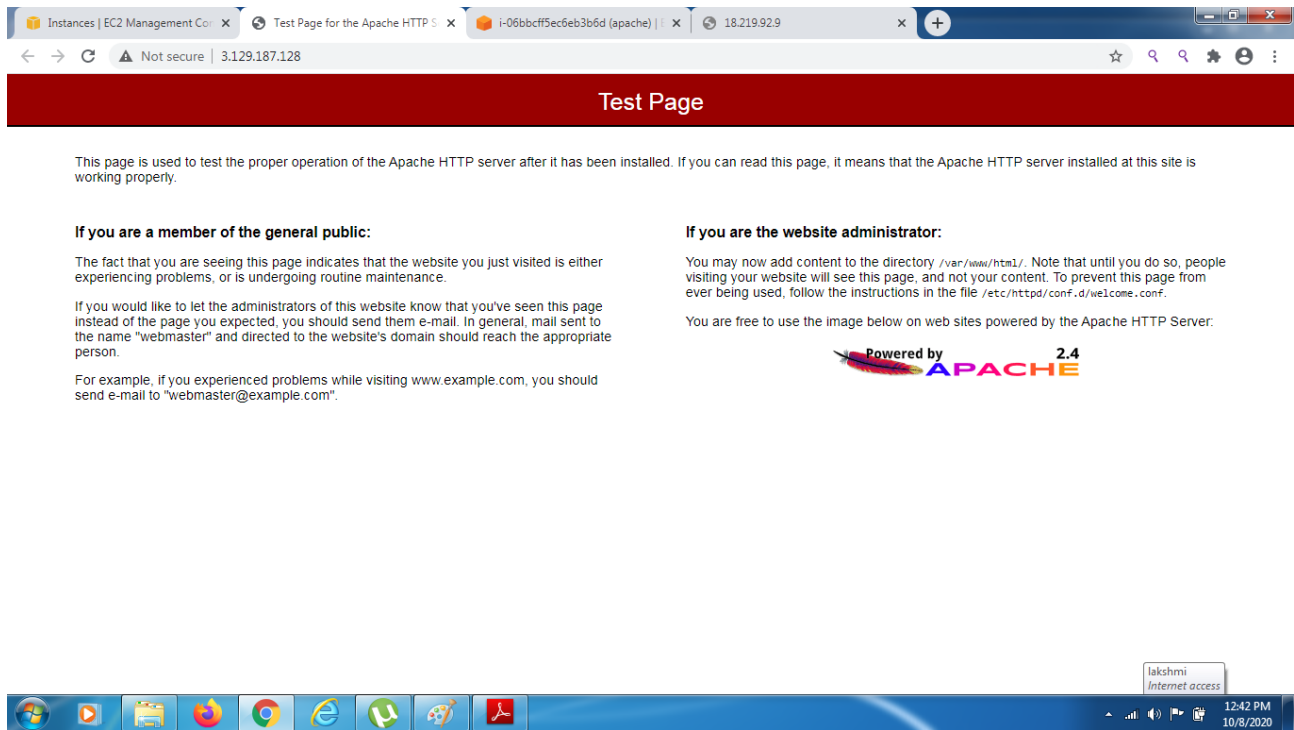 Instances | EC2 Management Con
Test Page for the Apache HTTP S
i-06bbcff5ec6eb3b6d (apache) | E
18.219.92.9
Not secure | 3.129.187.128
Test Page
This page is used to test the proper operation of the Apache HTTP server after it has been installed. If you can read this page, it means that the Apache HTTP server installed at this site is
working properly.
If you are a member of the general public:
The fact that you are seeing this page indicates that the website you just visited is either
experiencing problems, or is undergoing routine maintenance.
If you would like to let the administrators of this website know that you've seen this page
instead of the page you expected, you should send them e-mail. In general, mail sent to
the name "webmaster" and directed to the website's domain should reach the appropriate
person.
For example, if you experienced problems while visiting www.example.com, you should
send e-mail to "webmaster@example.com".
If you are the website administrator:
You may now add content to the directory /var/www/html/. Note that until you do so, people
visiting your website will see this page, and not your content. To prevent this page from
ever being used, follow the instructions in the file /etc/httpd/conf.d/welcome.conf.
You are free to use the image below on web sites powered by the Apache HTTP Server:
Powered by 2.4
APACHE
lakshmi
Internet access
12:42 PM
10/8/2020